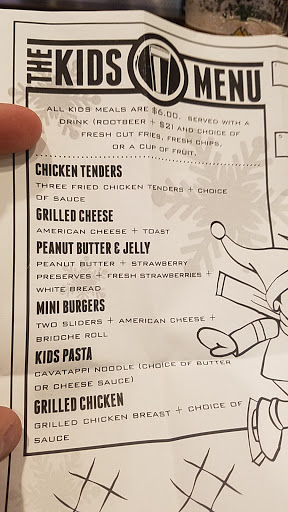 THE KIDS MENU
ALL KIDS MEALS ARE $6.00. SERVED WITH A
DRINK (ROOTBEER + $2) AND CHOICE OF
FRESH CUT FRIES, FRESH CHIPS,
OR A CUP OF FRUIT.
CHICKEN TENDERS
THREE FRIED CHICKEN TENDERS + CHOICE
OF SAUCE
GRILLED CHEESE
AMERICAN CHEESE + TOAST
PEANUT BUTTER & JELLY
PEANUT BUTTER + STRAWBERRY
PRESERVES + FRESH STRAWBERRIES +
WHITE BREAD
MINI BURGERS
TWO SLIDERS + AMERICAN CHEESE +
BRIOCHE ROLL
KIDS PASTA
CAVATAPPI NOODLE (CHOICE OF BUTTER
OR CHEESE SAUCE)
GRILLED CHICKEN
GRILLED CHICKEN BREAST + CHOICE OF
SAUCE